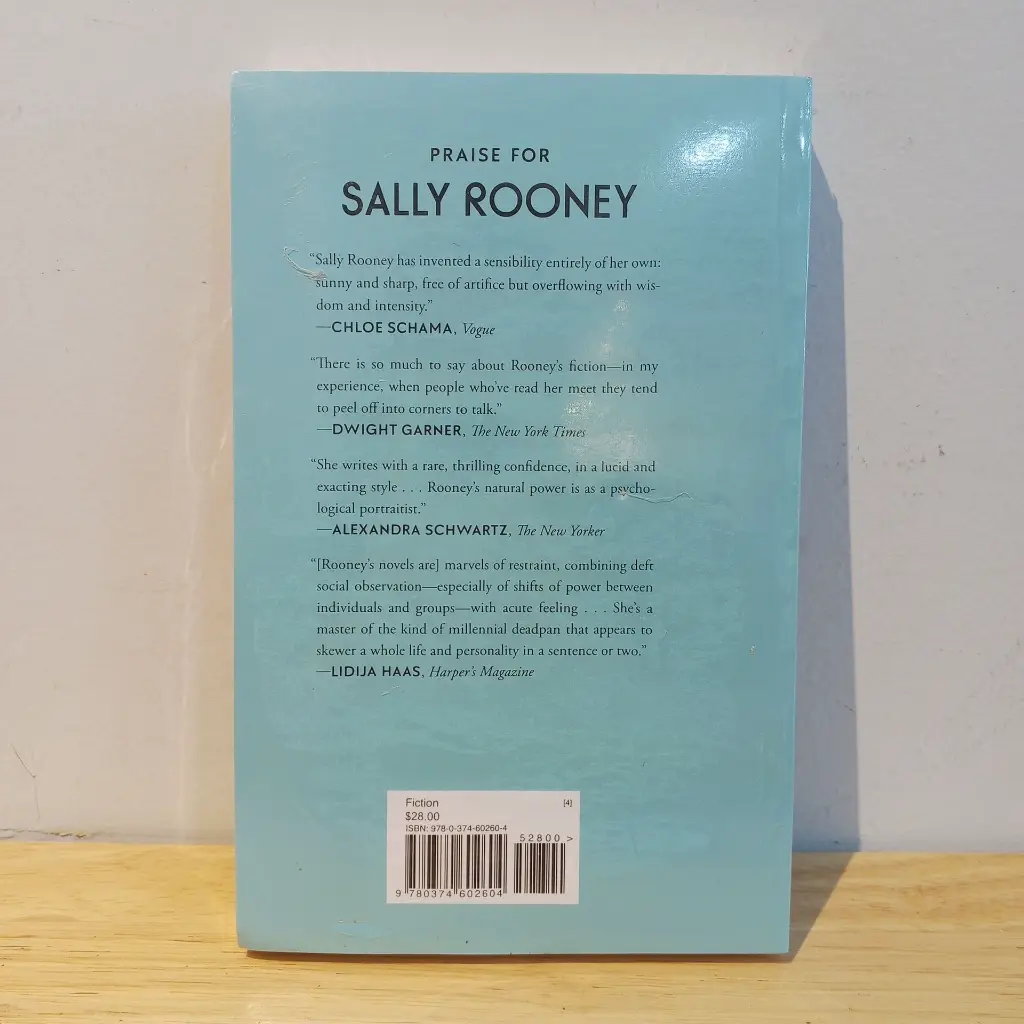 PRAISE FOR
SALLY ROONEY
“Sally Rooney has invented a sensibility entirely of her own:
sunny and sharp, free of artifice but overflowing with wis-
dom and intensity.”
—CHLOE SCHAMA, Vogue
“There is so much to say about Rooney’s fiction—in my
experience, when people who’ve read her meet they tend
to peel off into corners to talk.”
—DWIGHT GARNER, The New York Times
“She writes with a rare, thrilling confidence, in a lucid and
exacting style . . . Rooney’s natural power is as a psycho-
logical portraitist.”
—ALEXANDRA SCHWARTZ, The New Yorker
“[Rooney’s novels are] marvels of restraint, combining deft
social observation—especially of shifts of power between
individuals and groups—with acute feeling . . . She’s a
master of the kind of millennial deadpan that appears to
skewer a whole life and personality in a sentence or two.”
—LIDIJA HAAS, Harper’s Magazine
Fiction [4]
$28.00
ISBN: 978-0-374-60260-4
52800 >
9 780374 602604